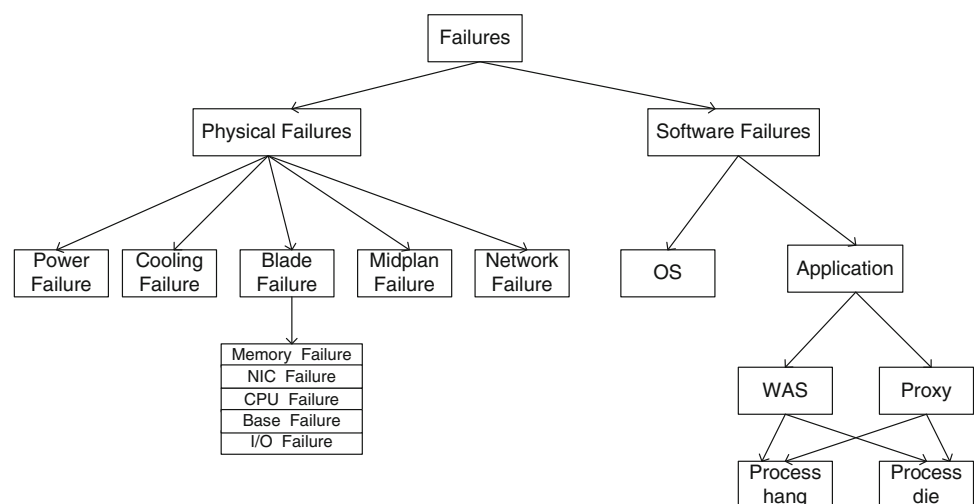 Failures
Physical Failures
Software Failures
Power
Failure
Cooling
Failure
Blade
Failure
Midplan
Failure
Network
Failure
OS
Application
Memory Failure
NIC Failure
CPU Failure
Base Failure
I/O Failure
WAS
Proxy
Process
hang
Process
die